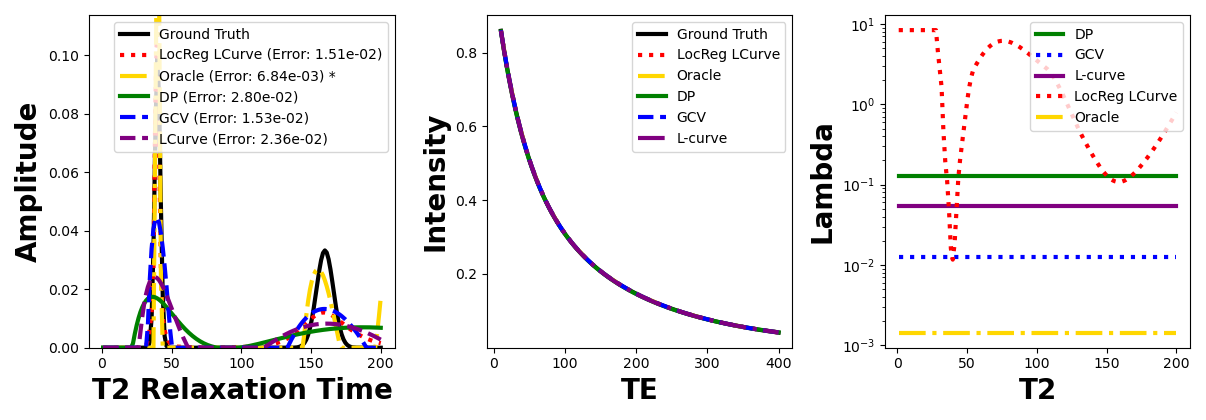 Amplitude
0.10
0.08
0.06
0.04
0.02
0.00
0
50
100
150
200
T2 Relaxation Time
Ground Truth
LocReg LCurve (Error: 1.51e-02)
Oracle (Error: 6.84e-03) *
DP (Error: 2.80e-02)
GCV (Error: 1.53e-02)
LCurve (Error: 2.36e-02)
Intensity
0.8
0.6
0.4
0.2
0
100
200
300
400
TE
Ground Truth
LocReg LCurve
Oracle
DP
GCV
L-curve
Lambda
10^1
10^0
10^-1
10^-2
10^-3
0
50
100
150
200
T2
DP
GCV
L-curve
LocReg LCurve
Oracle